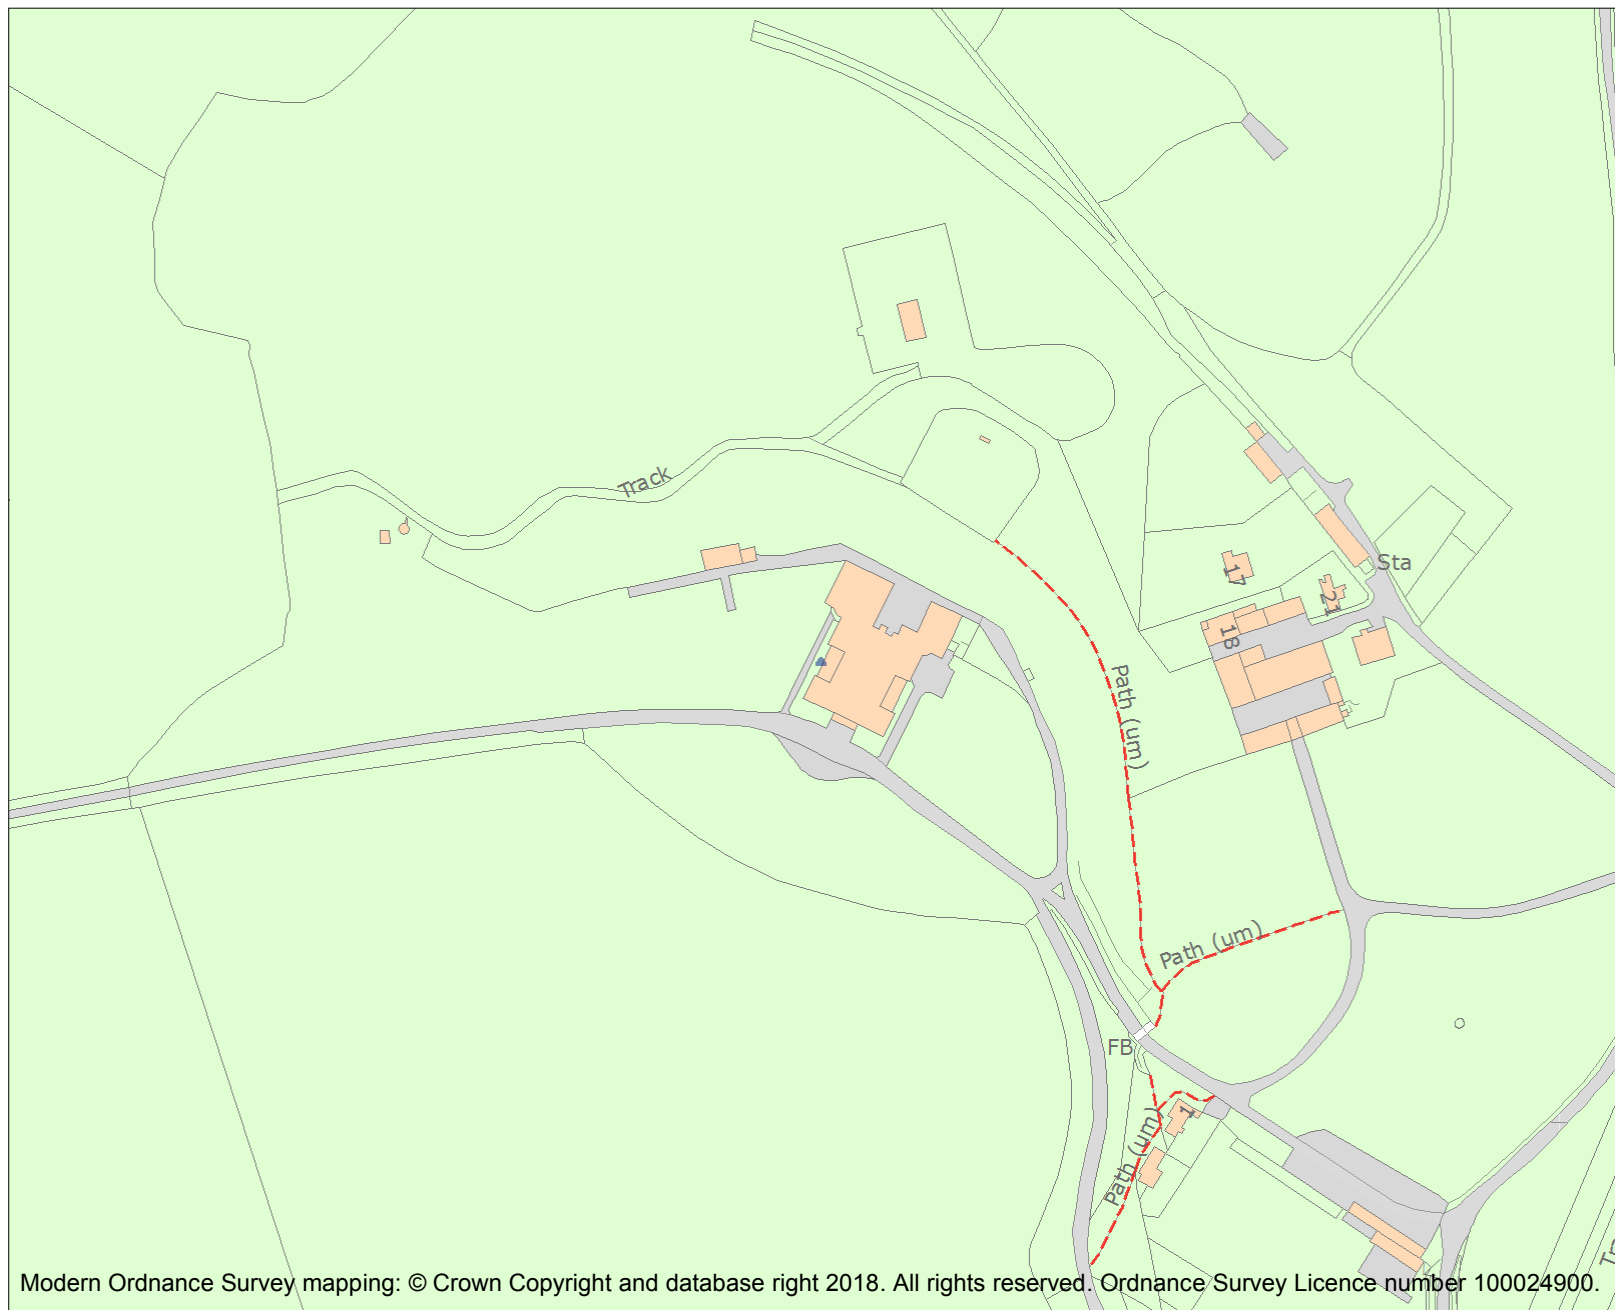 Track
Sta
17
21
18
Path (um)
Path (um)
FB
1
Path (um)
Modern Ordnance Survey mapping: © Crown Copyright and database right 2018. All rights reserved. Ordnance Survey Licence number 100024900.